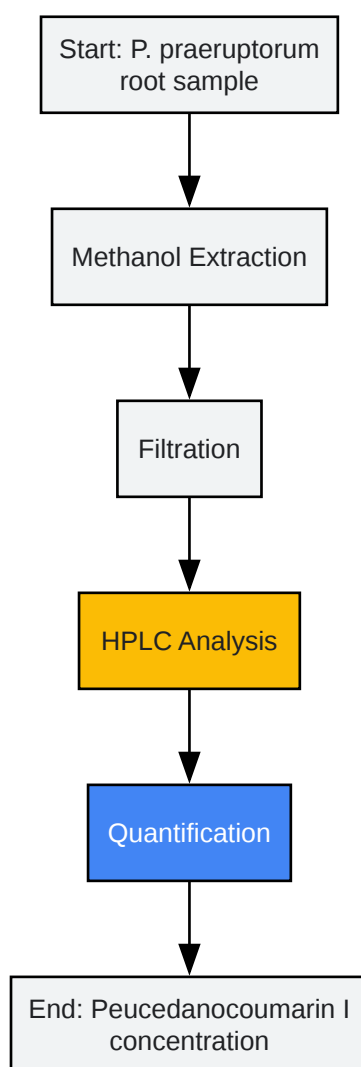 Start: P. praeruptorum
root sample
Methanol Extraction
Filtration
HPLC Analysis
Quantification
End: Peucedanocoumarin I
concentration